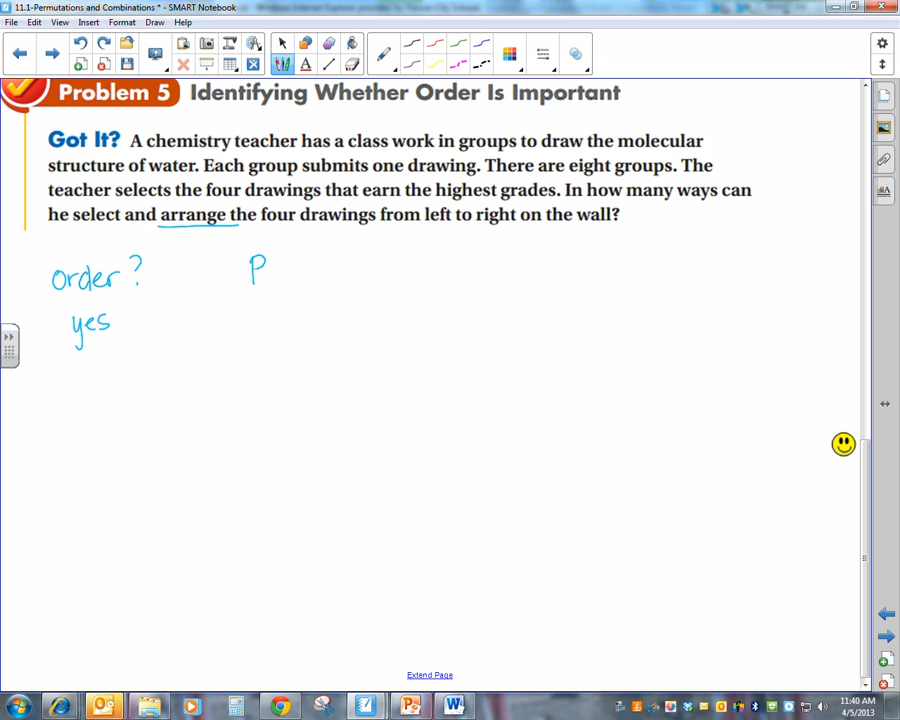 11.1-Permutations and Combinations * - SMART Notebook
File Edit View Insert Format Draw Help
Problem 5 Identifying Whether Order Is Important
Got It? A chemistry teacher has a class work in groups to draw the molecular
structure of water. Each group submits one drawing. There are eight groups. The
teacher selects the four drawings that earn the highest grades. In how many ways can
he select and arrange the four drawings from left to right on the wall?
order? P
yes
Extend Page
11:40 AM
4/5/2013